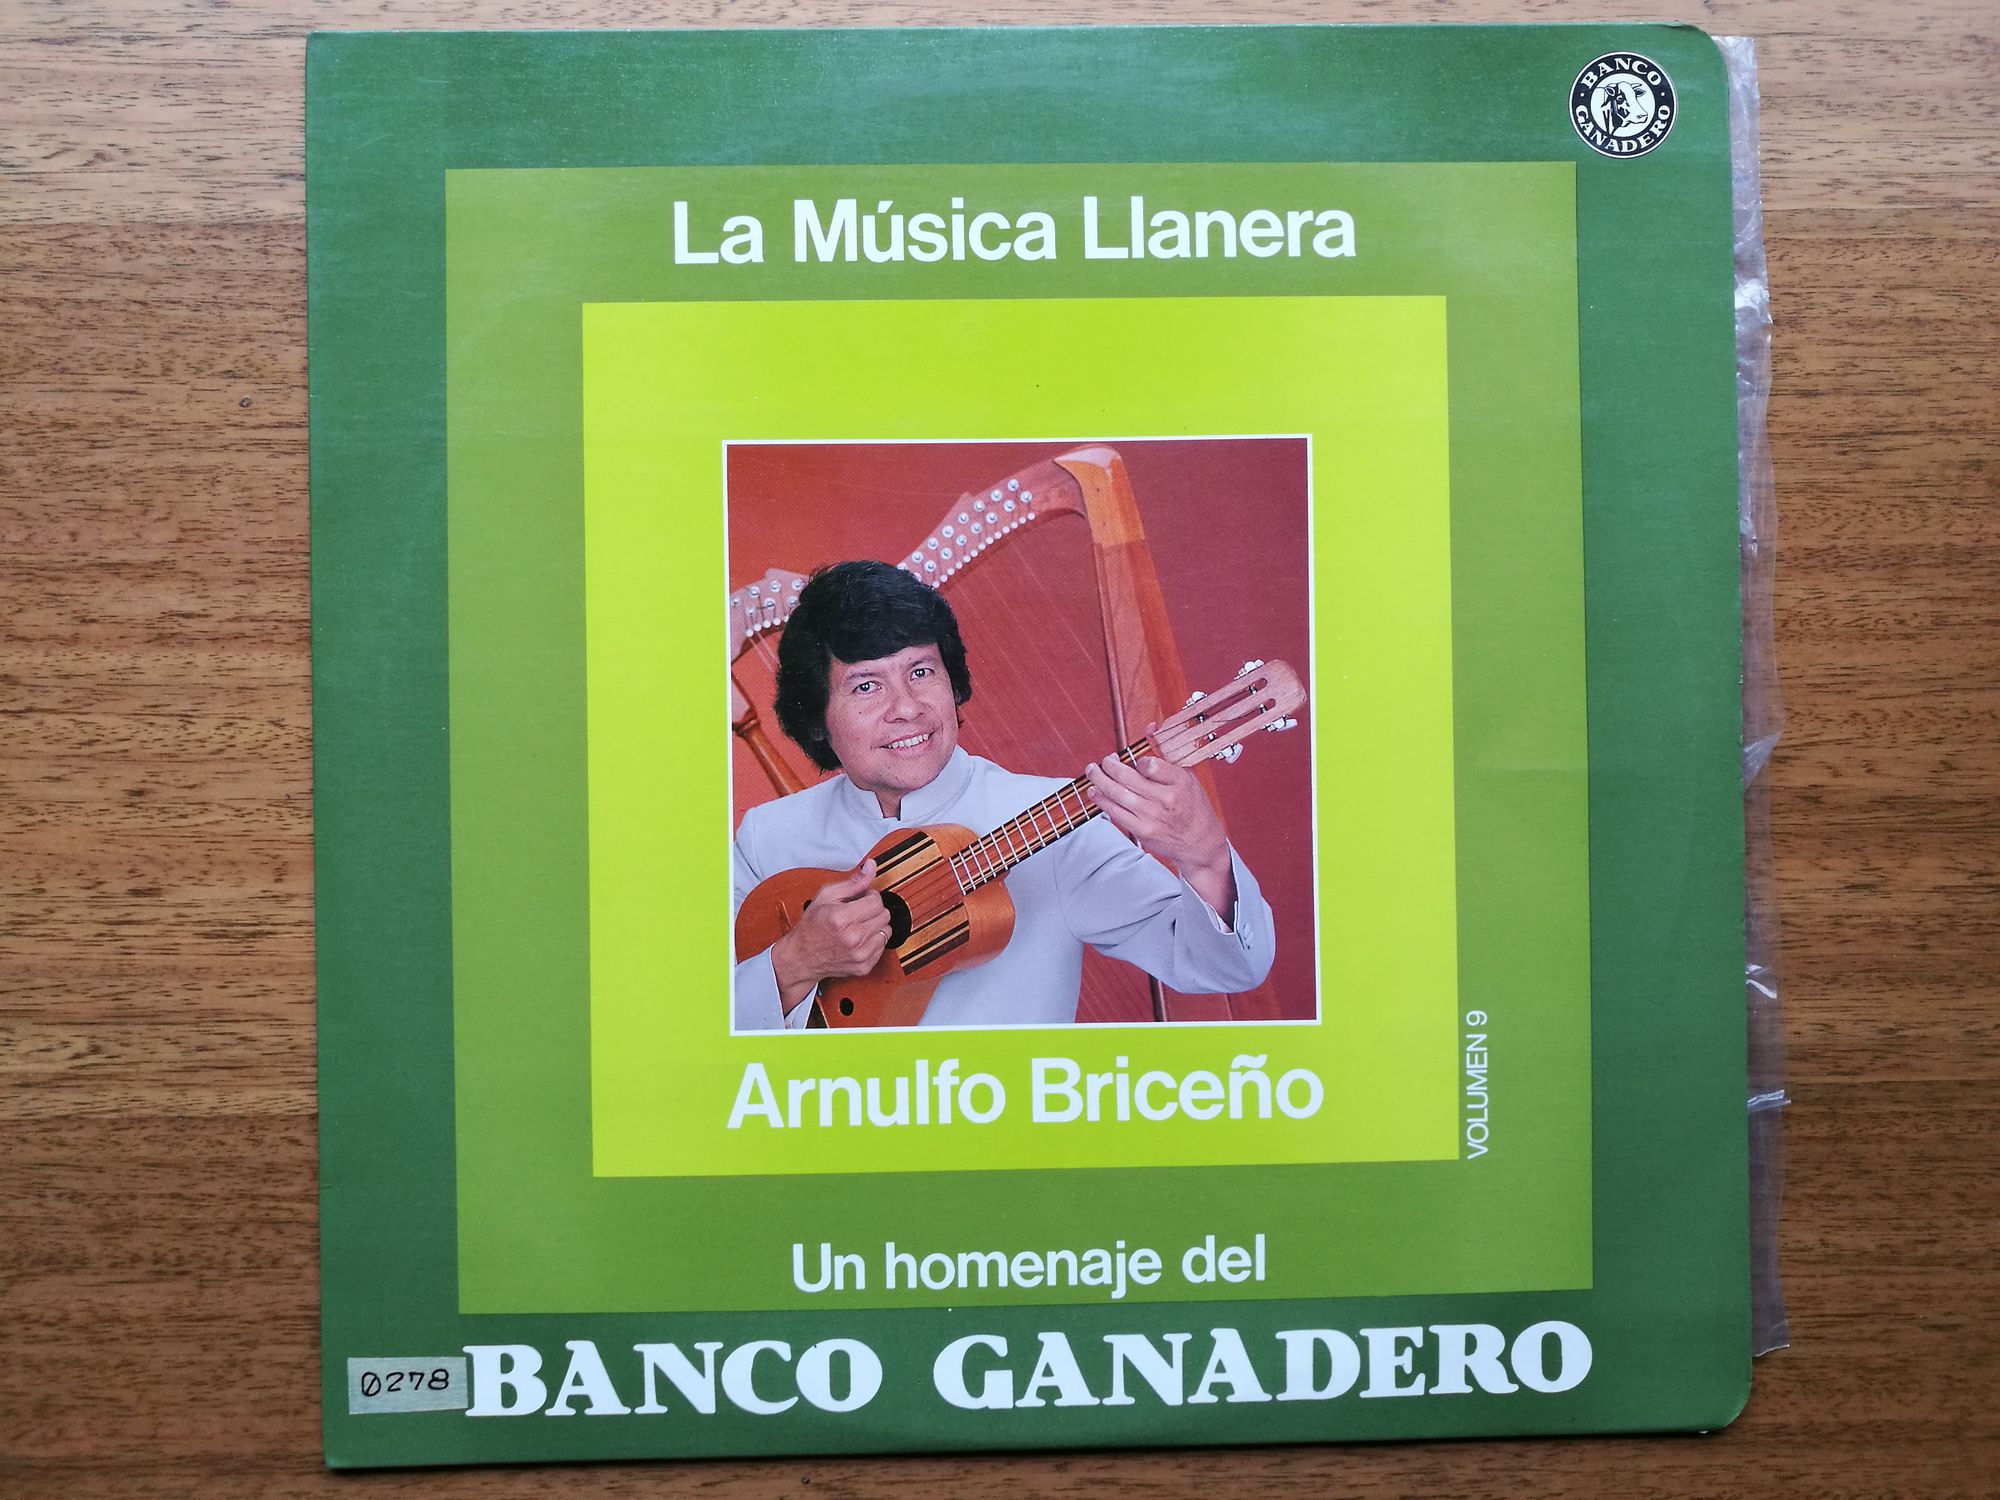 BANCO GANADERO
La Música Llanera
Arnulfo Briceño
VOLUMEN 9
Un homenaje del
BANCO GANADERO
0278